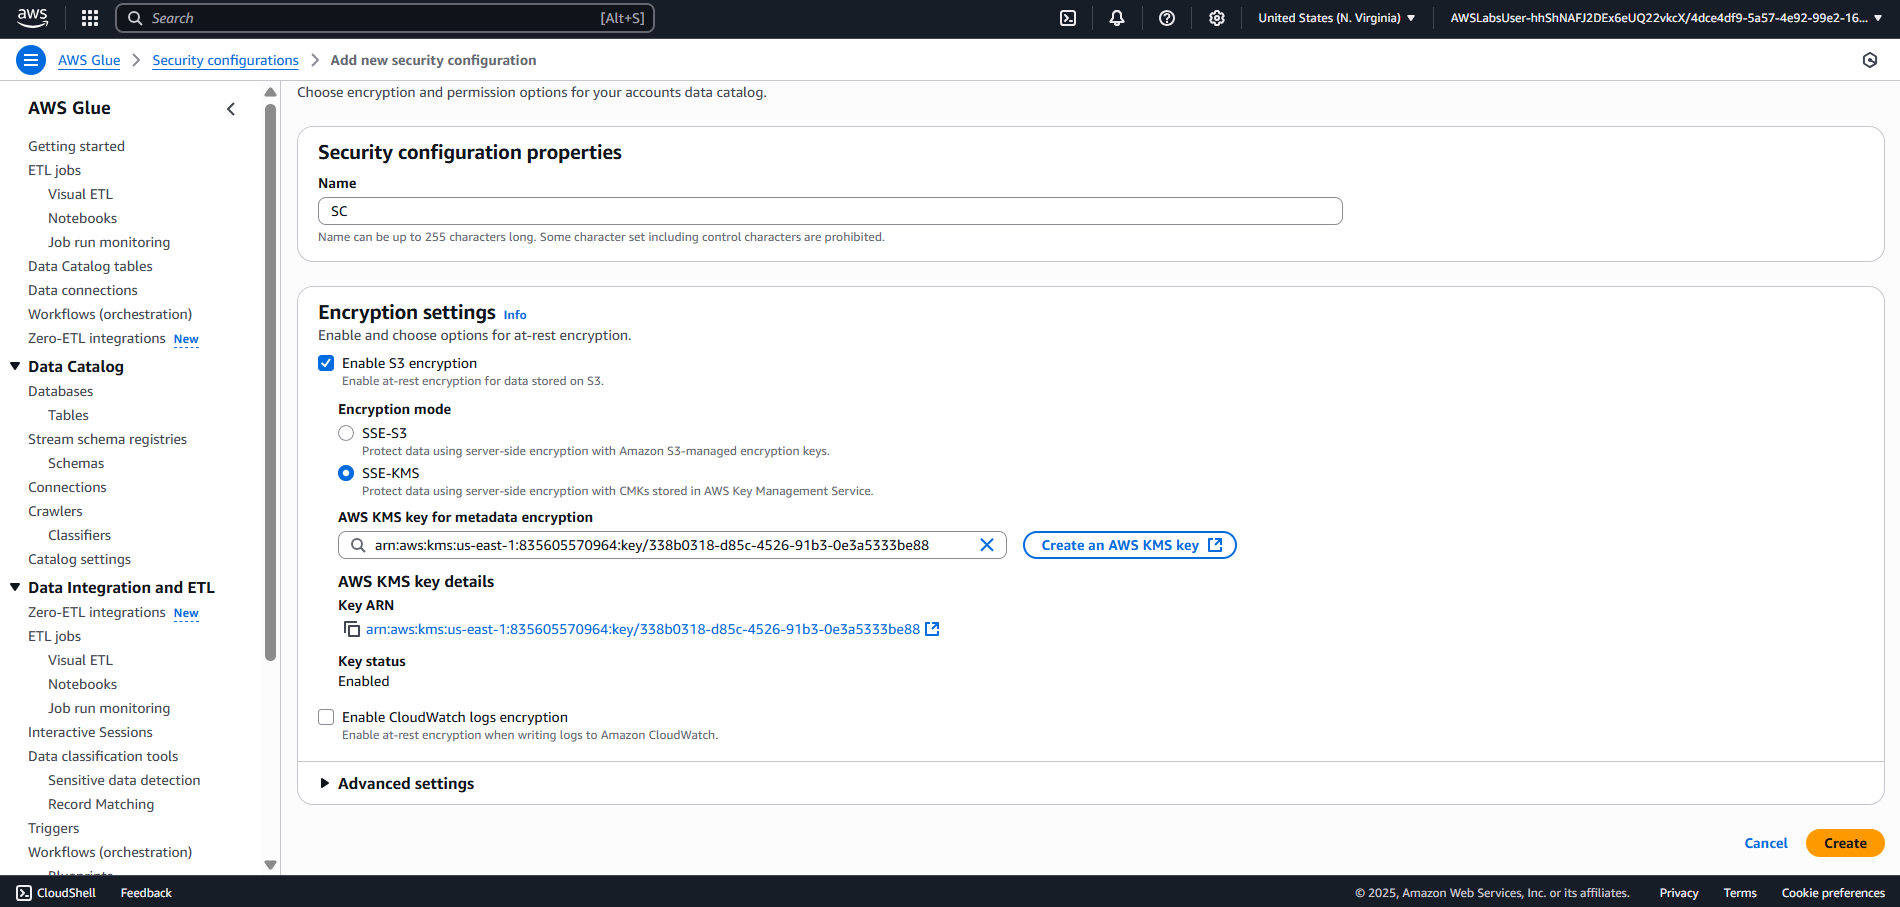 aws
Search [Alt+S]
United States (N. Virginia)
AWSLabsUser-hhShNAFJ2DEx6eUQ22vkcX/4dce4df9-5a57-4e92-99e2-16...
AWS Glue > Security configurations > Add new security configuration
AWS Glue
Getting started
ETL jobs
Visual ETL
Notebooks
Job run monitoring
Data Catalog tables
Data connections
Workflows (orchestration)
Zero-ETL integrations New
Data Catalog
Databases
Tables
Stream schema registries
Schemas
Connections
Crawlers
Classifiers
Catalog settings
Data Integration and ETL
Zero-ETL integrations New
ETL jobs
Visual ETL
Notebooks
Job run monitoring
Interactive Sessions
Data classification tools
Sensitive data detection
Record Matching
Triggers
Workflows (orchestration)
Blueprints
Choose encryption and permission options for your accounts data catalog.
Security configuration properties
Name
SC
Name can be up to 255 characters long. Some character set including control characters are prohibited.
Encryption settings Info
Enable and choose options for at-rest encryption.
Enable S3 encryption
Enable at-rest encryption for data stored on S3.
Encryption mode
SSE-S3
Protect data using server-side encryption with Amazon S3-managed encryption keys.
SSE-KMS
Protect data using server-side encryption with CMKs stored in AWS Key Management Service.
AWS KMS key for metadata encryption
arn:aws:kms:us-east-1:835605570964:key/338b0318-d85c-4526-91b3-0e3a5333be88
Create an AWS KMS key
AWS KMS key details
Key ARN
arn:aws:kms:us-east-1:835605570964:key/338b0318-d85c-4526-91b3-0e3a5333be88
Key status
Enabled
Enable CloudWatch logs encryption
Enable at-rest encryption when writing logs to Amazon CloudWatch.
Advanced settings
Cancel
Create
CloudShell Feedback
© 2025, Amazon Web Services, Inc. or its affiliates. Privacy Terms Cookie preferences